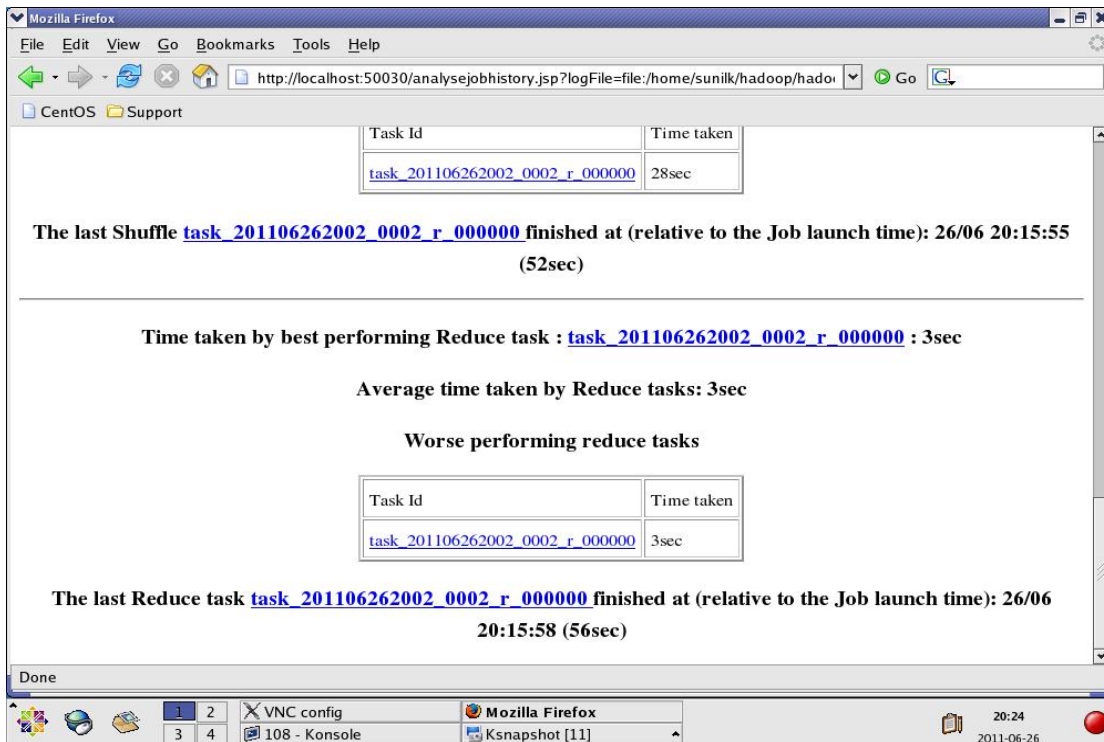 Mozilla Firefox
File Edit View Go Bookmarks Tools Help
http://localhost:50030/analysejobhistory.jsp?logFile=file:/home/sunilk/hadoop/hadoo
Go
G
CentOS Support
Task Id Time taken
task_201106262002_0002_r_000000 28sec
The last Shuffle task_201106262002_0002_r_000000 finished at (relative to the Job launch time): 26/06 20:15:55
(52sec)
Time taken by best performing Reduce task : task_201106262002_0002_r_000000 : 3sec
Average time taken by Reduce tasks: 3sec
Worse performing reduce tasks
Task Id Time taken
task_201106262002_0002_r_000000 3sec
The last Reduce task task_201106262002_0002_r_000000 finished at (relative to the Job launch time): 26/06
20:15:58 (56sec)
Done
1 2 VNC config Mozilla Firefox 20:24
3 4 108 - Konsole Ksnapshot [11] 2011-06-26